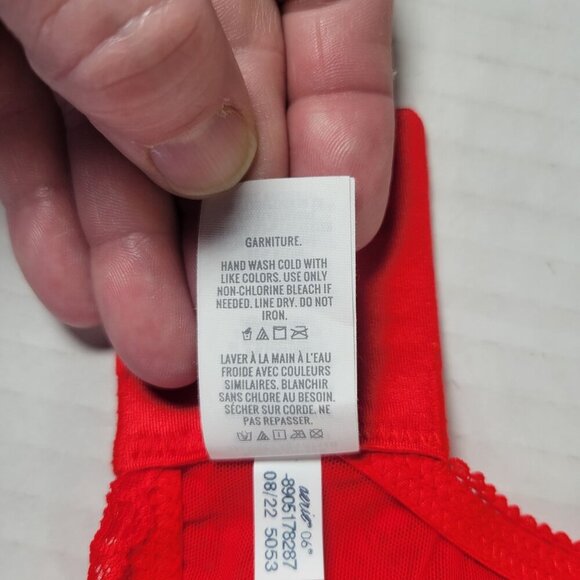 GARNITURE.
HAND WASH COLD WITH
LIKE COLORS. USE ONLY
NON-CHLORINE BLEACH IF
NEEDED. LINE DRY. DO NOT
IRON.
LAVER À LA MAIN À L'EAU
FROIDE AVEC COULEURS
SIMILAIRES. BLANCHIR
SANS CHLORE AU BESOIN.
SÉCHER SUR CORDE. NE
PAS REPASSER.
aerie 06®
-8905178287
08/22 5053